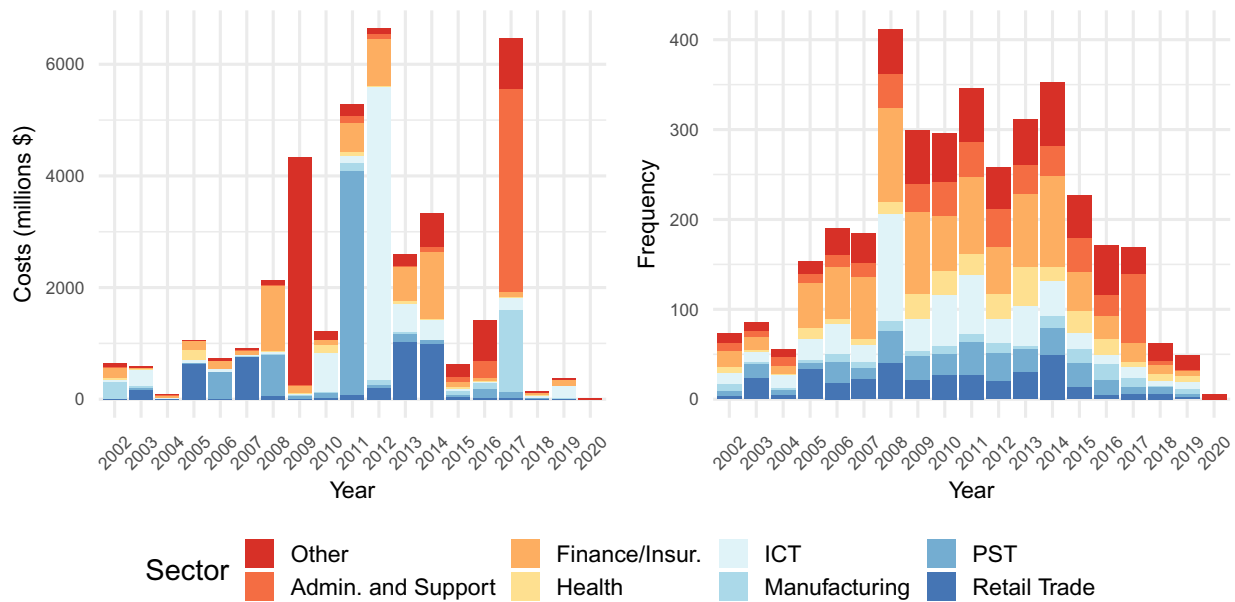 Costs (millions $)
6000
4000
2000
0
2002 2003 2004 2005 2006 2007 2008 2009 2010 2011 2012 2013 2014 2015 2016 2017 2018 2019 2020
Year
Frequency
400
300
200
100
0
2002 2003 2004 2005 2006 2007 2008 2009 2010 2011 2012 2013 2014 2015 2016 2017 2018 2019 2020
Year
Sector
Other Finance/Insur. ICT PST
Admin. and Support Health Manufacturing Retail Trade